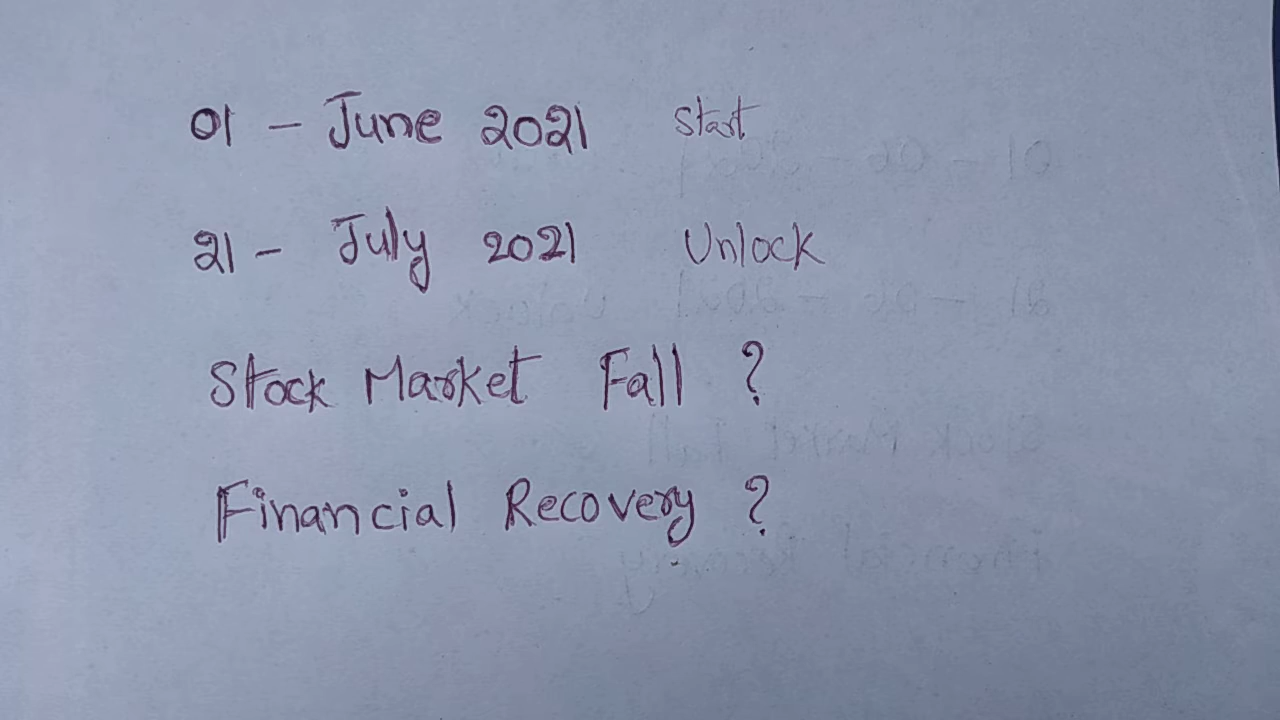 01 - June 2021 Start
21 - July 2021 Unlock
Stock Market Fall ?
Financial Recovery ?